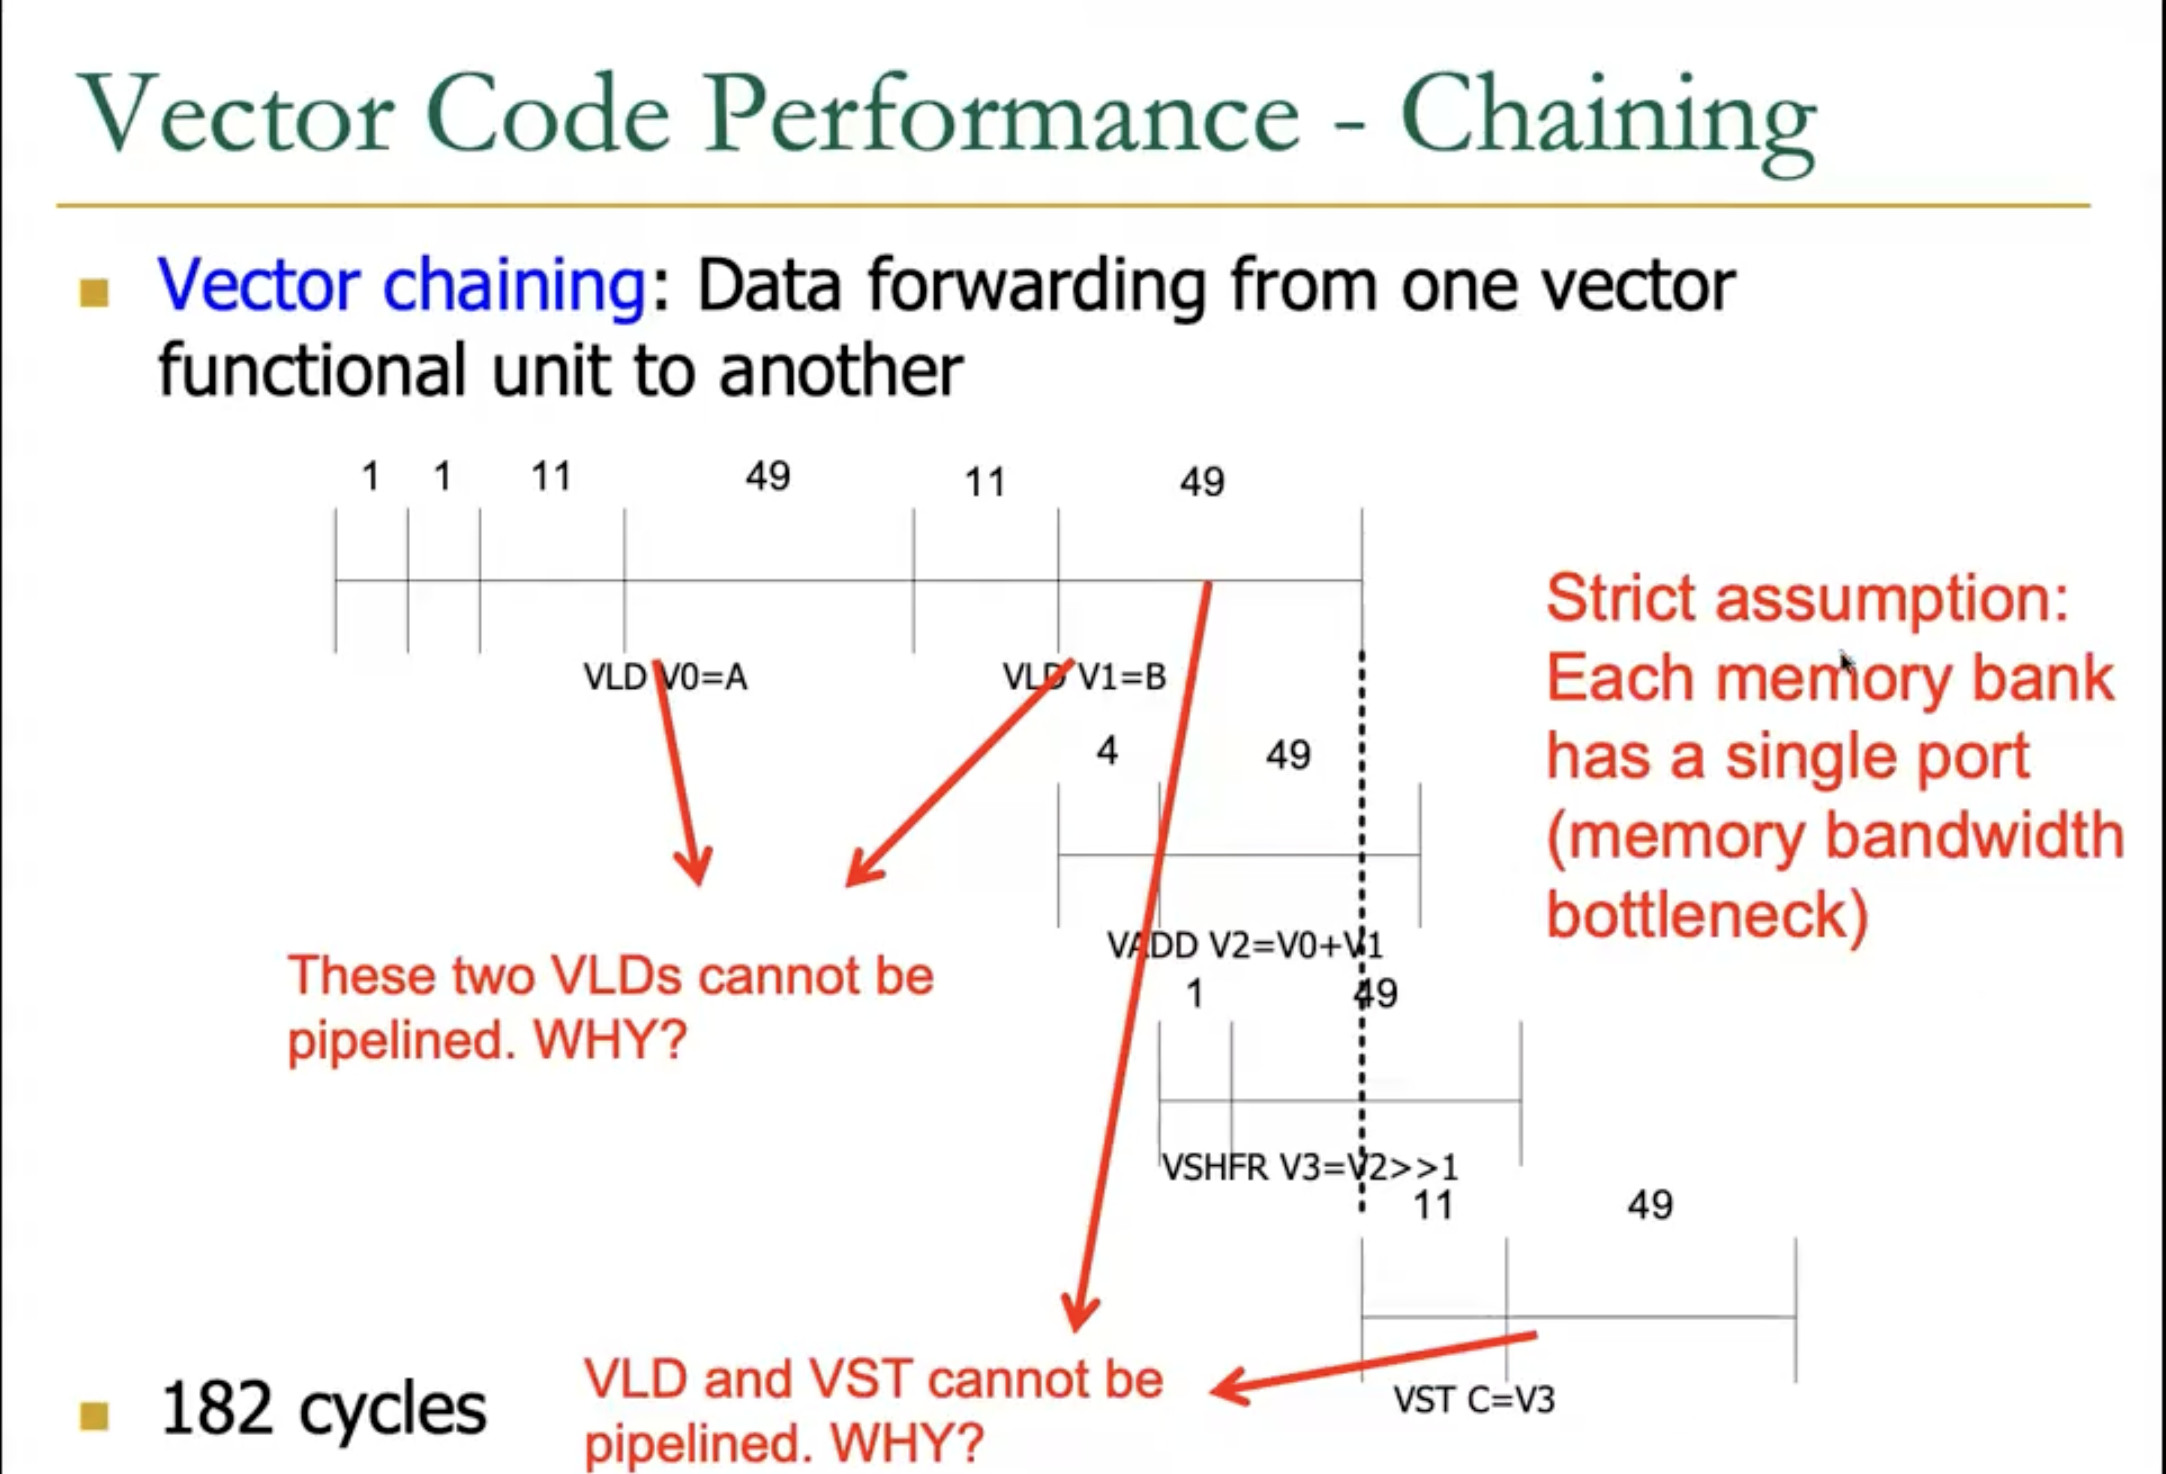 Vector Code Performance - Chaining
Vector chaining: Data forwarding from one vector
functional unit to another
1 1 11 49 11 49
VLD V0=A VLD V1=B
4 49
VADD V2=V0+V1
1 49
VSHFR V3=V2>>1
11 49
VST C=V3
Strict assumption:
Each memory bank
has a single port
(memory bandwidth
bottleneck)
These two VLDs cannot be
pipelined. WHY?
182 cycles
VLD and VST cannot be
pipelined. WHY?